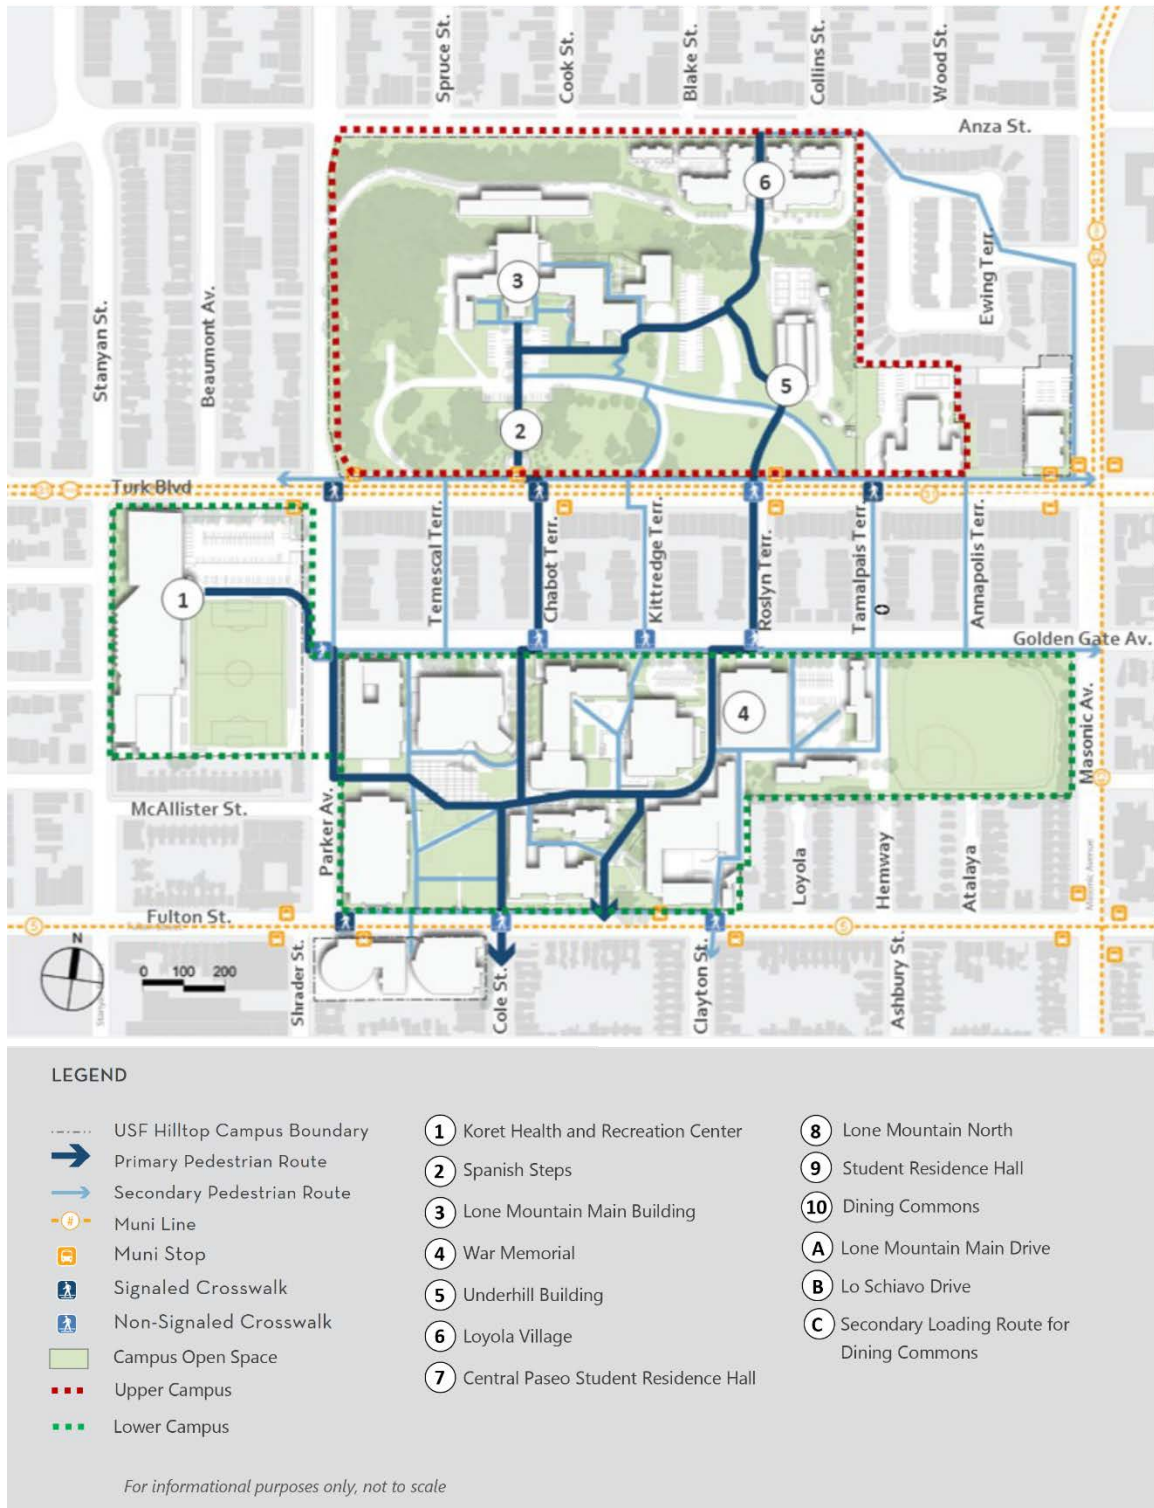 Spruce St.
Cook St.
Blake St.
Collins St.
Wood St.
Anza St.
6
Ewing Terr.
3
Stanyan St.
Beaumont Av.
5
2
Turk Blvd
31
Temescal Terr.
Chabot Terr.
Kittredge Terr.
Roslyn Terr.
Tamalpais Terr.
0
Annapolis Terr.
1
Golden Gate Av.
4
Masonic Av.
McAllister St.
Parker Av.
Loyola
Hemway
Atalaya
Masonic Avenue
Fulton St.
5
5
N
0 100 200
Shrader St.
Cole St.
Clayton St.
Ashbury St.
LEGEND
USF Hilltop Campus Boundary
Primary Pedestrian Route
Secondary Pedestrian Route
# Muni Line
Muni Stop
Signaled Crosswalk
Non-Signaled Crosswalk
Campus Open Space
Upper Campus
Lower Campus
1 Koret Health and Recreation Center
2 Spanish Steps
3 Lone Mountain Main Building
4 War Memorial
5 Underhill Building
6 Loyola Village
7 Central Paseo Student Residence Hall
8 Lone Mountain North
9 Student Residence Hall
10 Dining Commons
A Lone Mountain Main Drive
B Lo Schiavo Drive
C Secondary Loading Route for
Dining Commons
For informational purposes only, not to scale